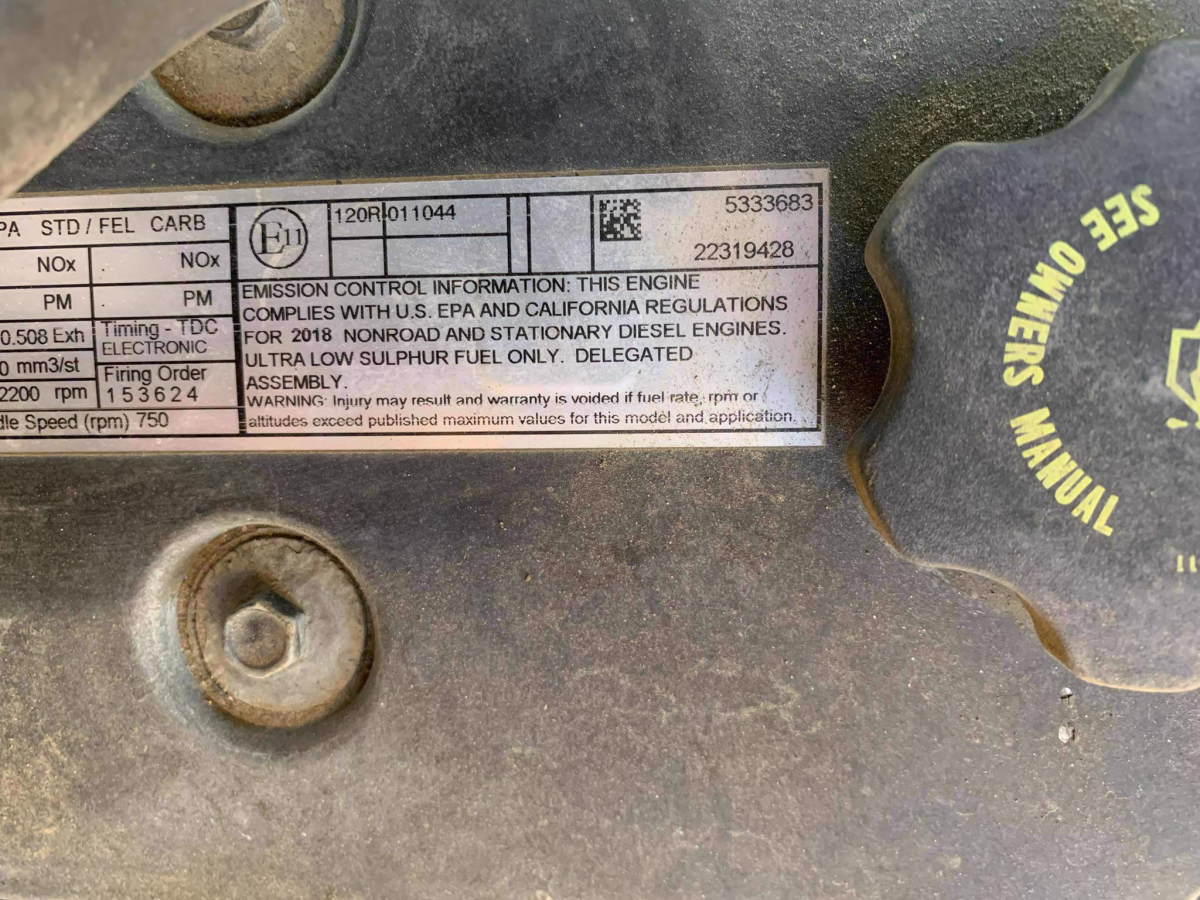 PA STD / FEL CARB
NOx NOx
PM PM
0.508 Exh
0 mm3/st
2200 rpm
Timing - TDC
ELECTRONIC
Firing Order
1 5 3 6 2 4
dle Speed (rpm) 750
E11
120R 011044
5333683
22319428
EMISSION CONTROL INFORMATION: THIS ENGINE
COMPLIES WITH U.S. EPA AND CALIFORNIA REGULATIONS
FOR 2018 NONROAD AND STATIONARY DIESEL ENGINES.
ULTRA LOW SULPHUR FUEL ONLY. DELEGATED
ASSEMBLY.
WARNING: Injury may result and warranty is voided if fuel rate, rpm or
altitudes exceed published maximum values for this model and application.
SEE OWNERS MANUAL